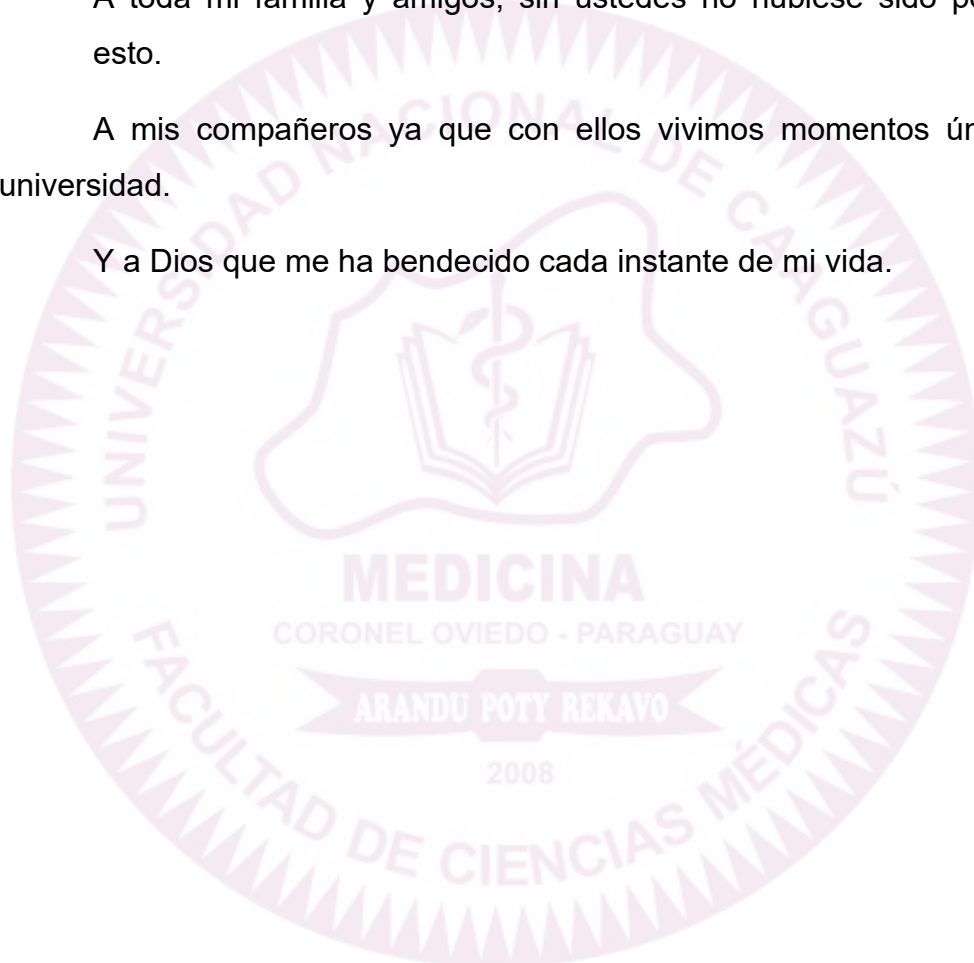 A toda mi familia y amigos, sin ustedes no hubiese sido
esto.
A mis compañeros ya que con ellos vivimos momentos
universidad.
Y a Dios que me ha bendecido cada instante de mi vida.
UNIVERSIDAD NACIONAL DE CAAGUAZÚ
MEDICINA
CORONEL OVIEDO - PARAGUAY
ARANDU POTY REKAVO
2008
FACULTAD DE CIENCIAS MÉDICAS